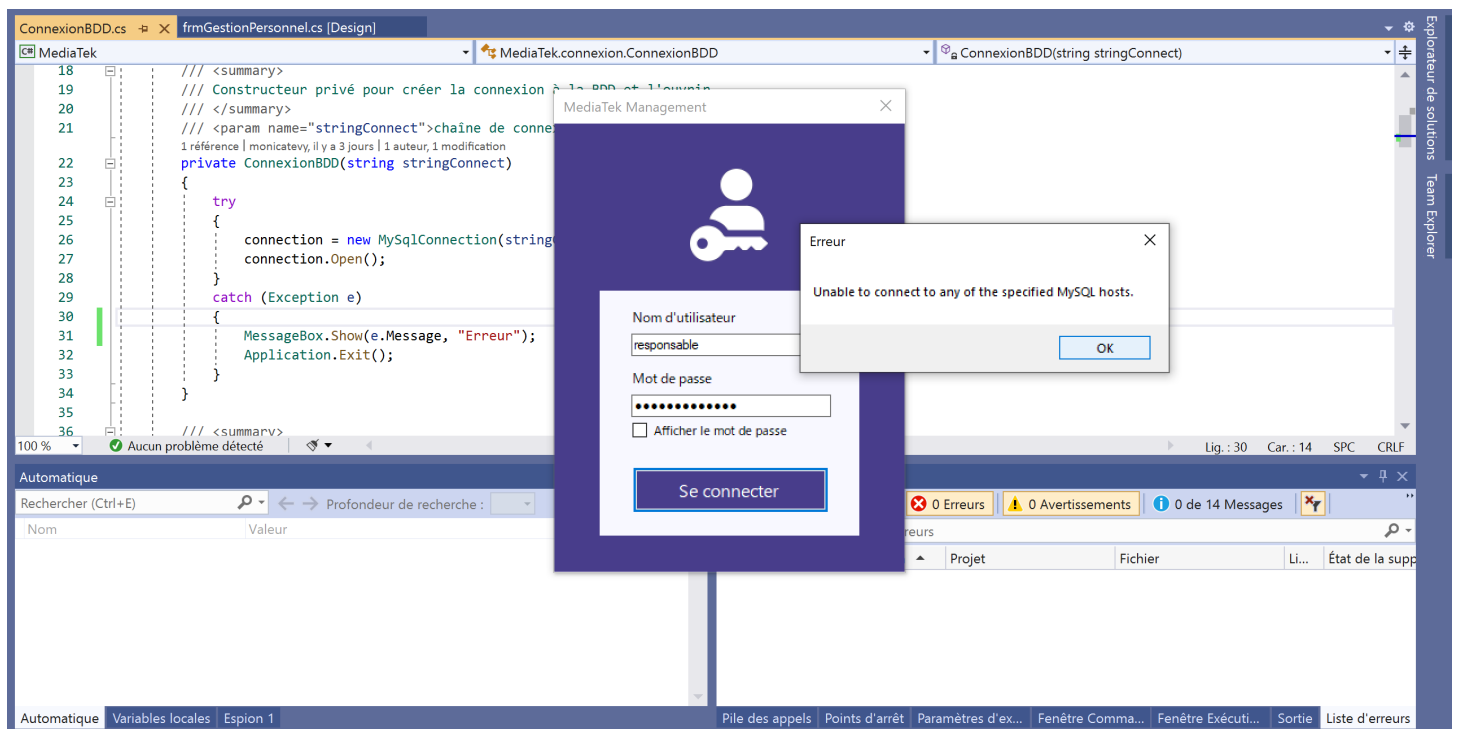 ConnexionBDD.cs
frmGestionPersonnel.cs [Design]
C# MediaTek
MediaTek.connexion.ConnexionBDD
ConnexionBDD(string stringConnect)
18 /// <summary>
19 /// Constructeur privé pour créer la connexion à la BDD et l'ouvrir
20 /// </summary>
21 /// <param name="stringConnect">chaîne de conne
1 référence | monicatevy, il y a 3 jours | 1 auteur, 1 modification
22 private ConnexionBDD(string stringConnect)
23 {
24 try
25 {
26 connection = new MySqlConnection(string
27 connection.Open();
28 }
29 catch (Exception e)
30 {
31 MessageBox.Show(e.Message, "Erreur");
32 Application.Exit();
33 }
34 }
35
36 /// <summary>
100 %
Aucun problème détecté
Lig. : 30 Car. : 14 SPC CRLF
MediaTek Management
Nom d'utilisateur
responsable
Mot de passe
•••••••••••••
Afficher le mot de passe
Se connecter
Erreur
Unable to connect to any of the specified MySQL hosts.
OK
Automatique
Rechercher (Ctrl+E)
Profondeur de recherche :
Nom Valeur
0 Erreurs
0 Avertissements
0 de 14 Messages
reurs
Projet Fichier Li... État de la supp
Automatique Variables locales Espion 1
Pile des appels Points d'arrêt Paramètres d'ex... Fenêtre Comma... Fenêtre Exécuti... Sortie Liste d'erreurs
Explorateur de solutions
Team Explorer